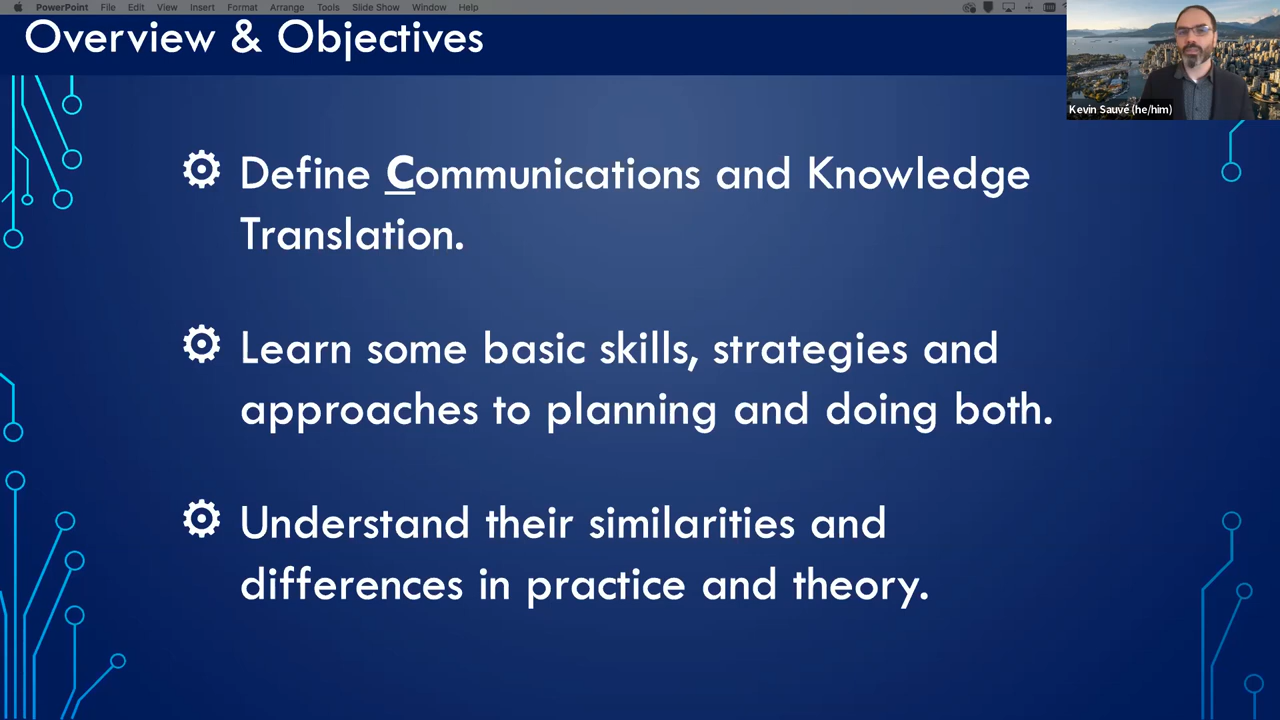 PowerPoint File Edit View Insert Format Arrange Tools Slide Show Window Help
Overview & Objectives
Kevin Sauvé (he/him)
Define Communications and Knowledge
Translation.
Learn some basic skills, strategies and
approaches to planning and doing both.
Understand their similarities and
differences in practice and theory.